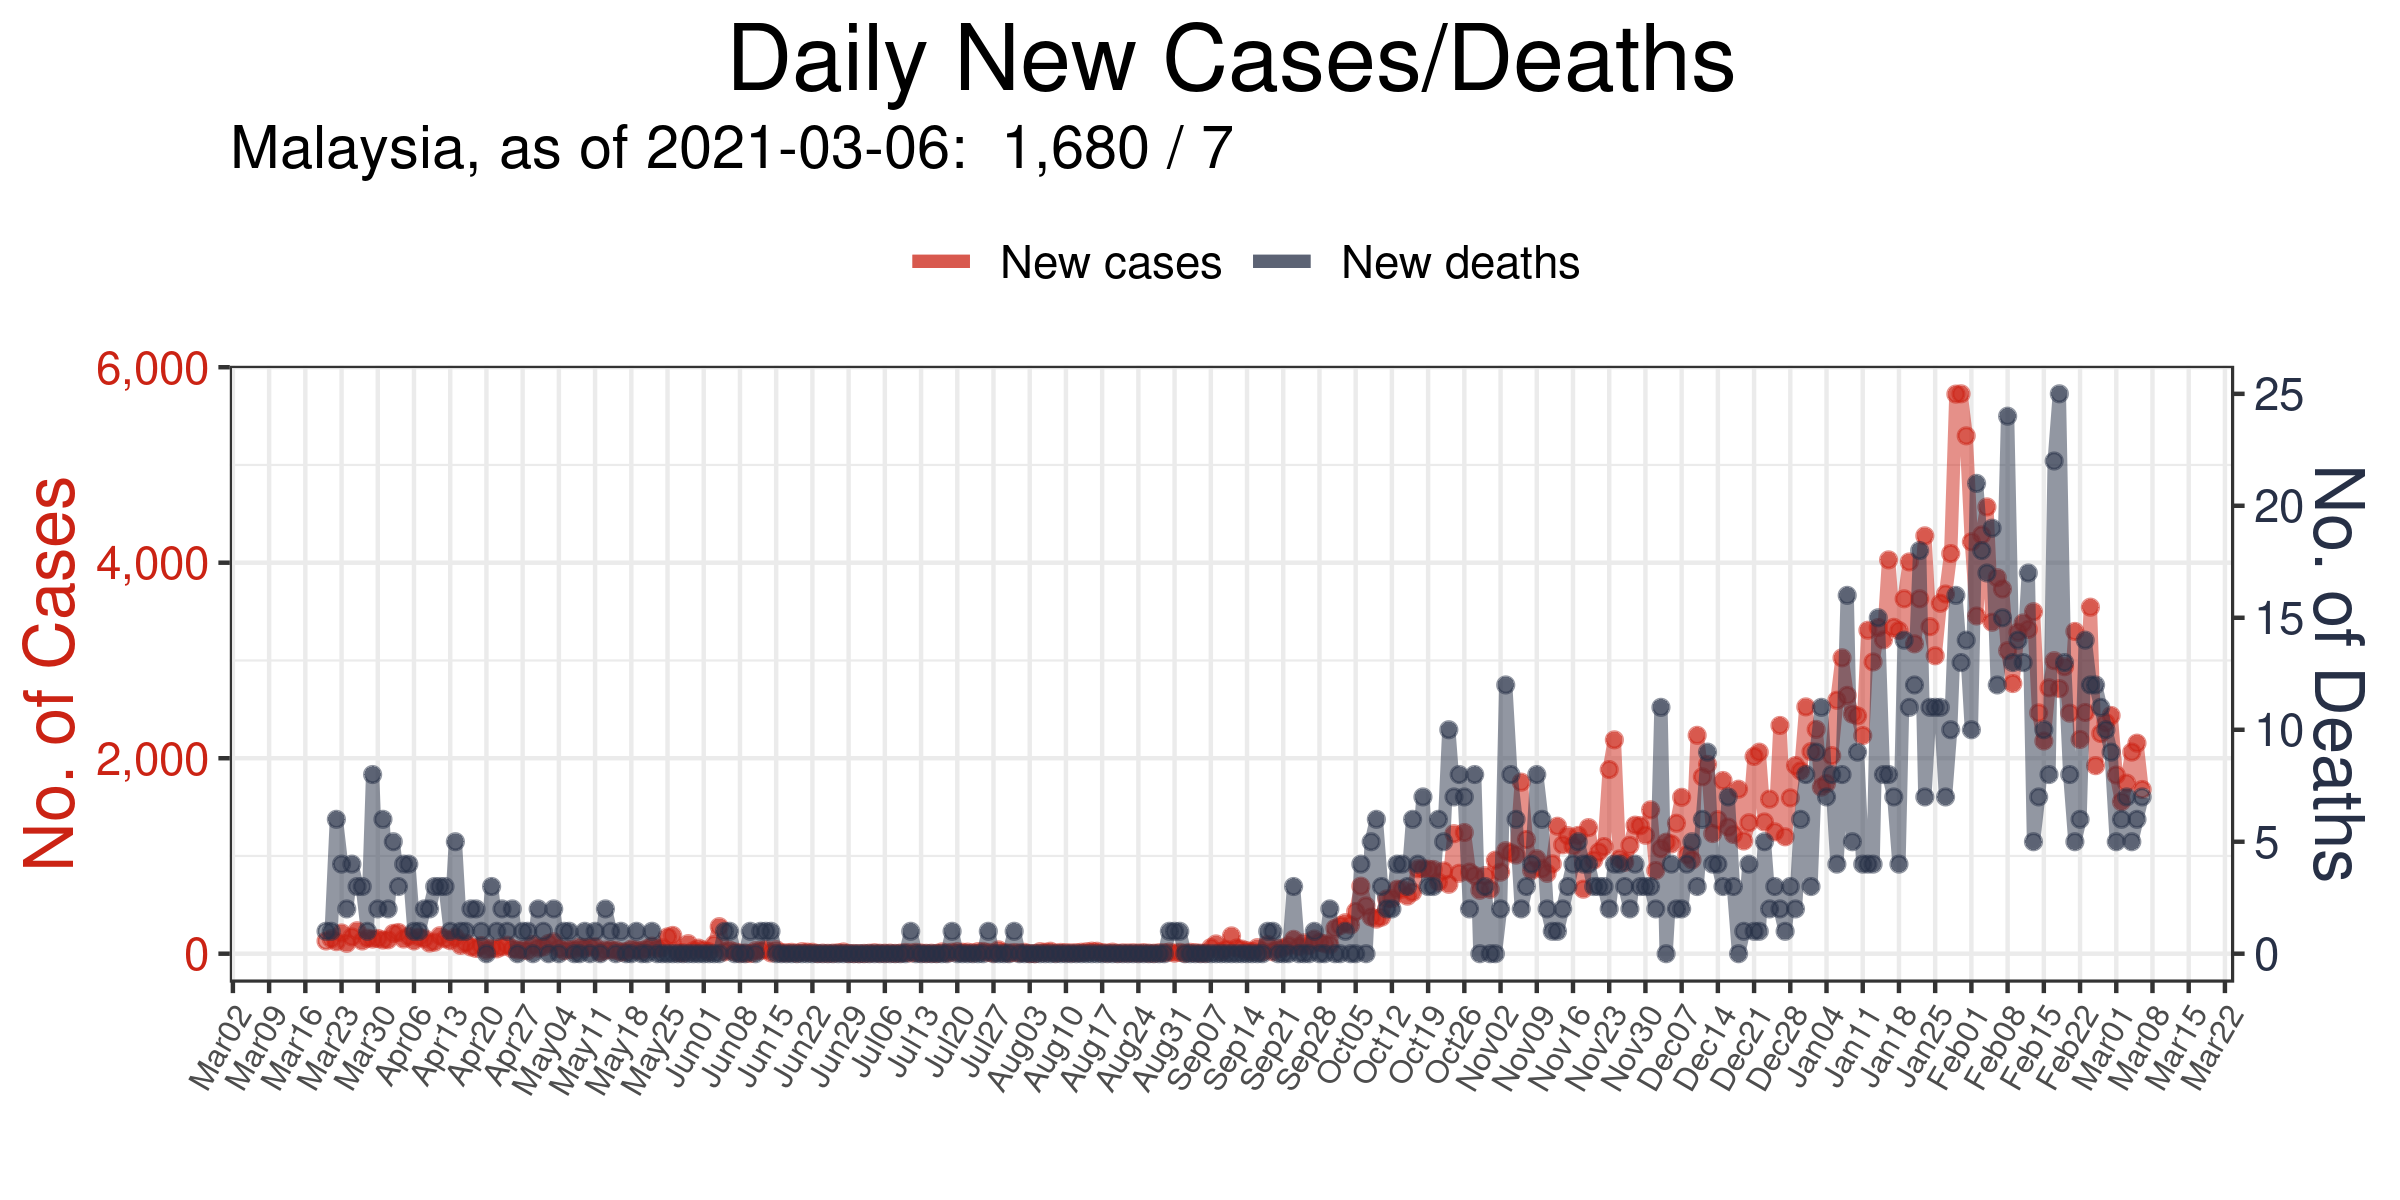 Daily New Cases/Deaths
Malaysia, as of 2021-03-06:  1,680 / 7
New cases New deaths
No. of Cases
6,000
4,000
2,000
0
25
20
15
10
5
0
No. of Deaths
Mar02 Mar09 Mar16 Mar23 Mar30 Apr06 Apr13 Apr20 Apr27 May04 May11 May18 May25 Jun01 Jun08 Jun15 Jun22 Jun29 Jul06 Jul13 Jul20 Jul27 Aug03 Aug10 Aug17 Aug24 Aug31 Sep07 Sep14 Sep21 Sep28 Oct05 Oct12 Oct19 Oct26 Nov02 Nov09 Nov16 Nov23 Nov30 Dec07 Dec14 Dec21 Dec28 Jan04 Jan11 Jan18 Jan25 Feb01 Feb08 Feb15 Feb22 Mar01 Mar08 Mar15 Mar22